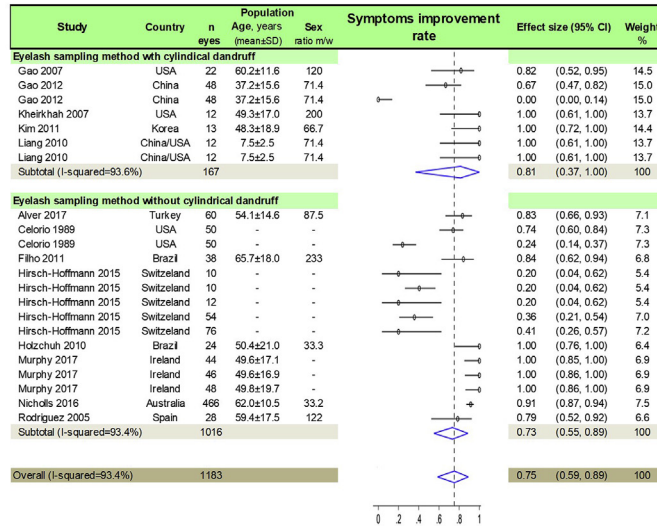 Population
Study Country n Age, years Sex Symptoms improvement Effect size (95% CI) Weight
eyes (mean±SD) ratio m/w rate %
Eyelash sampling method wth cylindical dandruff
Gao 2007 USA 22 60.2±11.6 120 0.82 (0.52, 0.95) 14.5
Gao 2012 China 48 37.2±15.6 71.4 0.67 (0.47, 0.82) 15.0
Gao 2012 China 48 37.2±15.6 71.4 0.00 (0.00, 0.14) 15.0
Kheirkhah 2007 USA 12 49.3±17.0 200 1.00 (0.61, 1.00) 13.7
Kim 2011 Korea 13 48.3±18.9 66.7 1.00 (0.72, 1.00) 14.4
Liang 2010 China/USA 12 7.5±2.5 71.4 1.00 (0.61, 1.00) 13.7
Liang 2010 China/USA 12 7.5±2.5 71.4 1.00 (0.61, 1.00) 13.7
Subtotal (I-squared=93.6%) 167 0.81 (0.37, 1.00) 100
Eyelash sampling method without cylindrical dandruff
Alver 2017 Turkey 60 54.1±14.6 87.5 0.83 (0.66, 0.93) 7.1
Celorio 1989 USA 50 - - 0.74 (0.60, 0.84) 7.3
Celorio 1989 USA 50 - - 0.24 (0.14, 0.37) 7.3
Filho 2011 Brazil 38 65.7±18.0 233 0.84 (0.62, 0.94) 6.8
Hirsch-Hoffmann 2015 Switzeland 10 - - 0.20 (0.04, 0.62) 5.4
Hirsch-Hoffmann 2015 Switzeland 10 - - 0.20 (0.04, 0.62) 5.4
Hirsch-Hoffmann 2015 Switzeland 12 - - 0.20 (0.04, 0.62) 5.4
Hirsch-Hoffmann 2015 Switzeland 54 - - 0.36 (0.21, 0.54) 7.0
Hirsch-Hoffmann 2015 Switzeland 76 - - 0.41 (0.26, 0.57) 7.2
Holzchuh 2010 Brazil 24 50.4±21.0 33.3 1.00 (0.76, 1.00) 6.4
Murphy 2017 Ireland 44 49.6±17.1 - 1.00 (0.85, 1.00) 6.9
Murphy 2017 Ireland 46 49.6±16.9 - 1.00 (0.86, 1.00) 6.9
Murphy 2017 Ireland 48 49.8±19.7 - 1.00 (0.86, 1.00) 6.9
Nicholls 2016 Australia 466 62.0±10.5 33.2 0.91 (0.87, 0.94) 7.5
Rodriguez 2005 Spain 28 59.4±17.5 122 0.79 (0.52, 0.92) 6.6
Subtotal (I-squared=93.4%) 1016 0.73 (0.55, 0.89) 100
Overall (I-squared=93.4%) 1183 0.75 (0.59, 0.89) 100
0 .2 .4 .6 .8 1